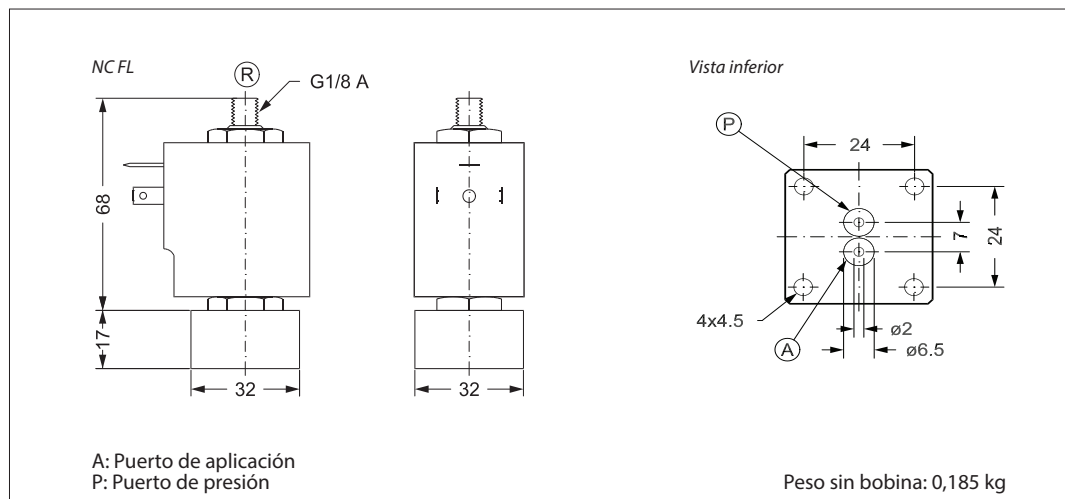 NC FL
R
G1/8 A
68
17
32
32
Vista inferior
P
24
7
24
4x4.5
ø2
ø6.5
A
A: Puerto de aplicación
P: Puerto de presión
Peso sin bobina: 0,185 kg